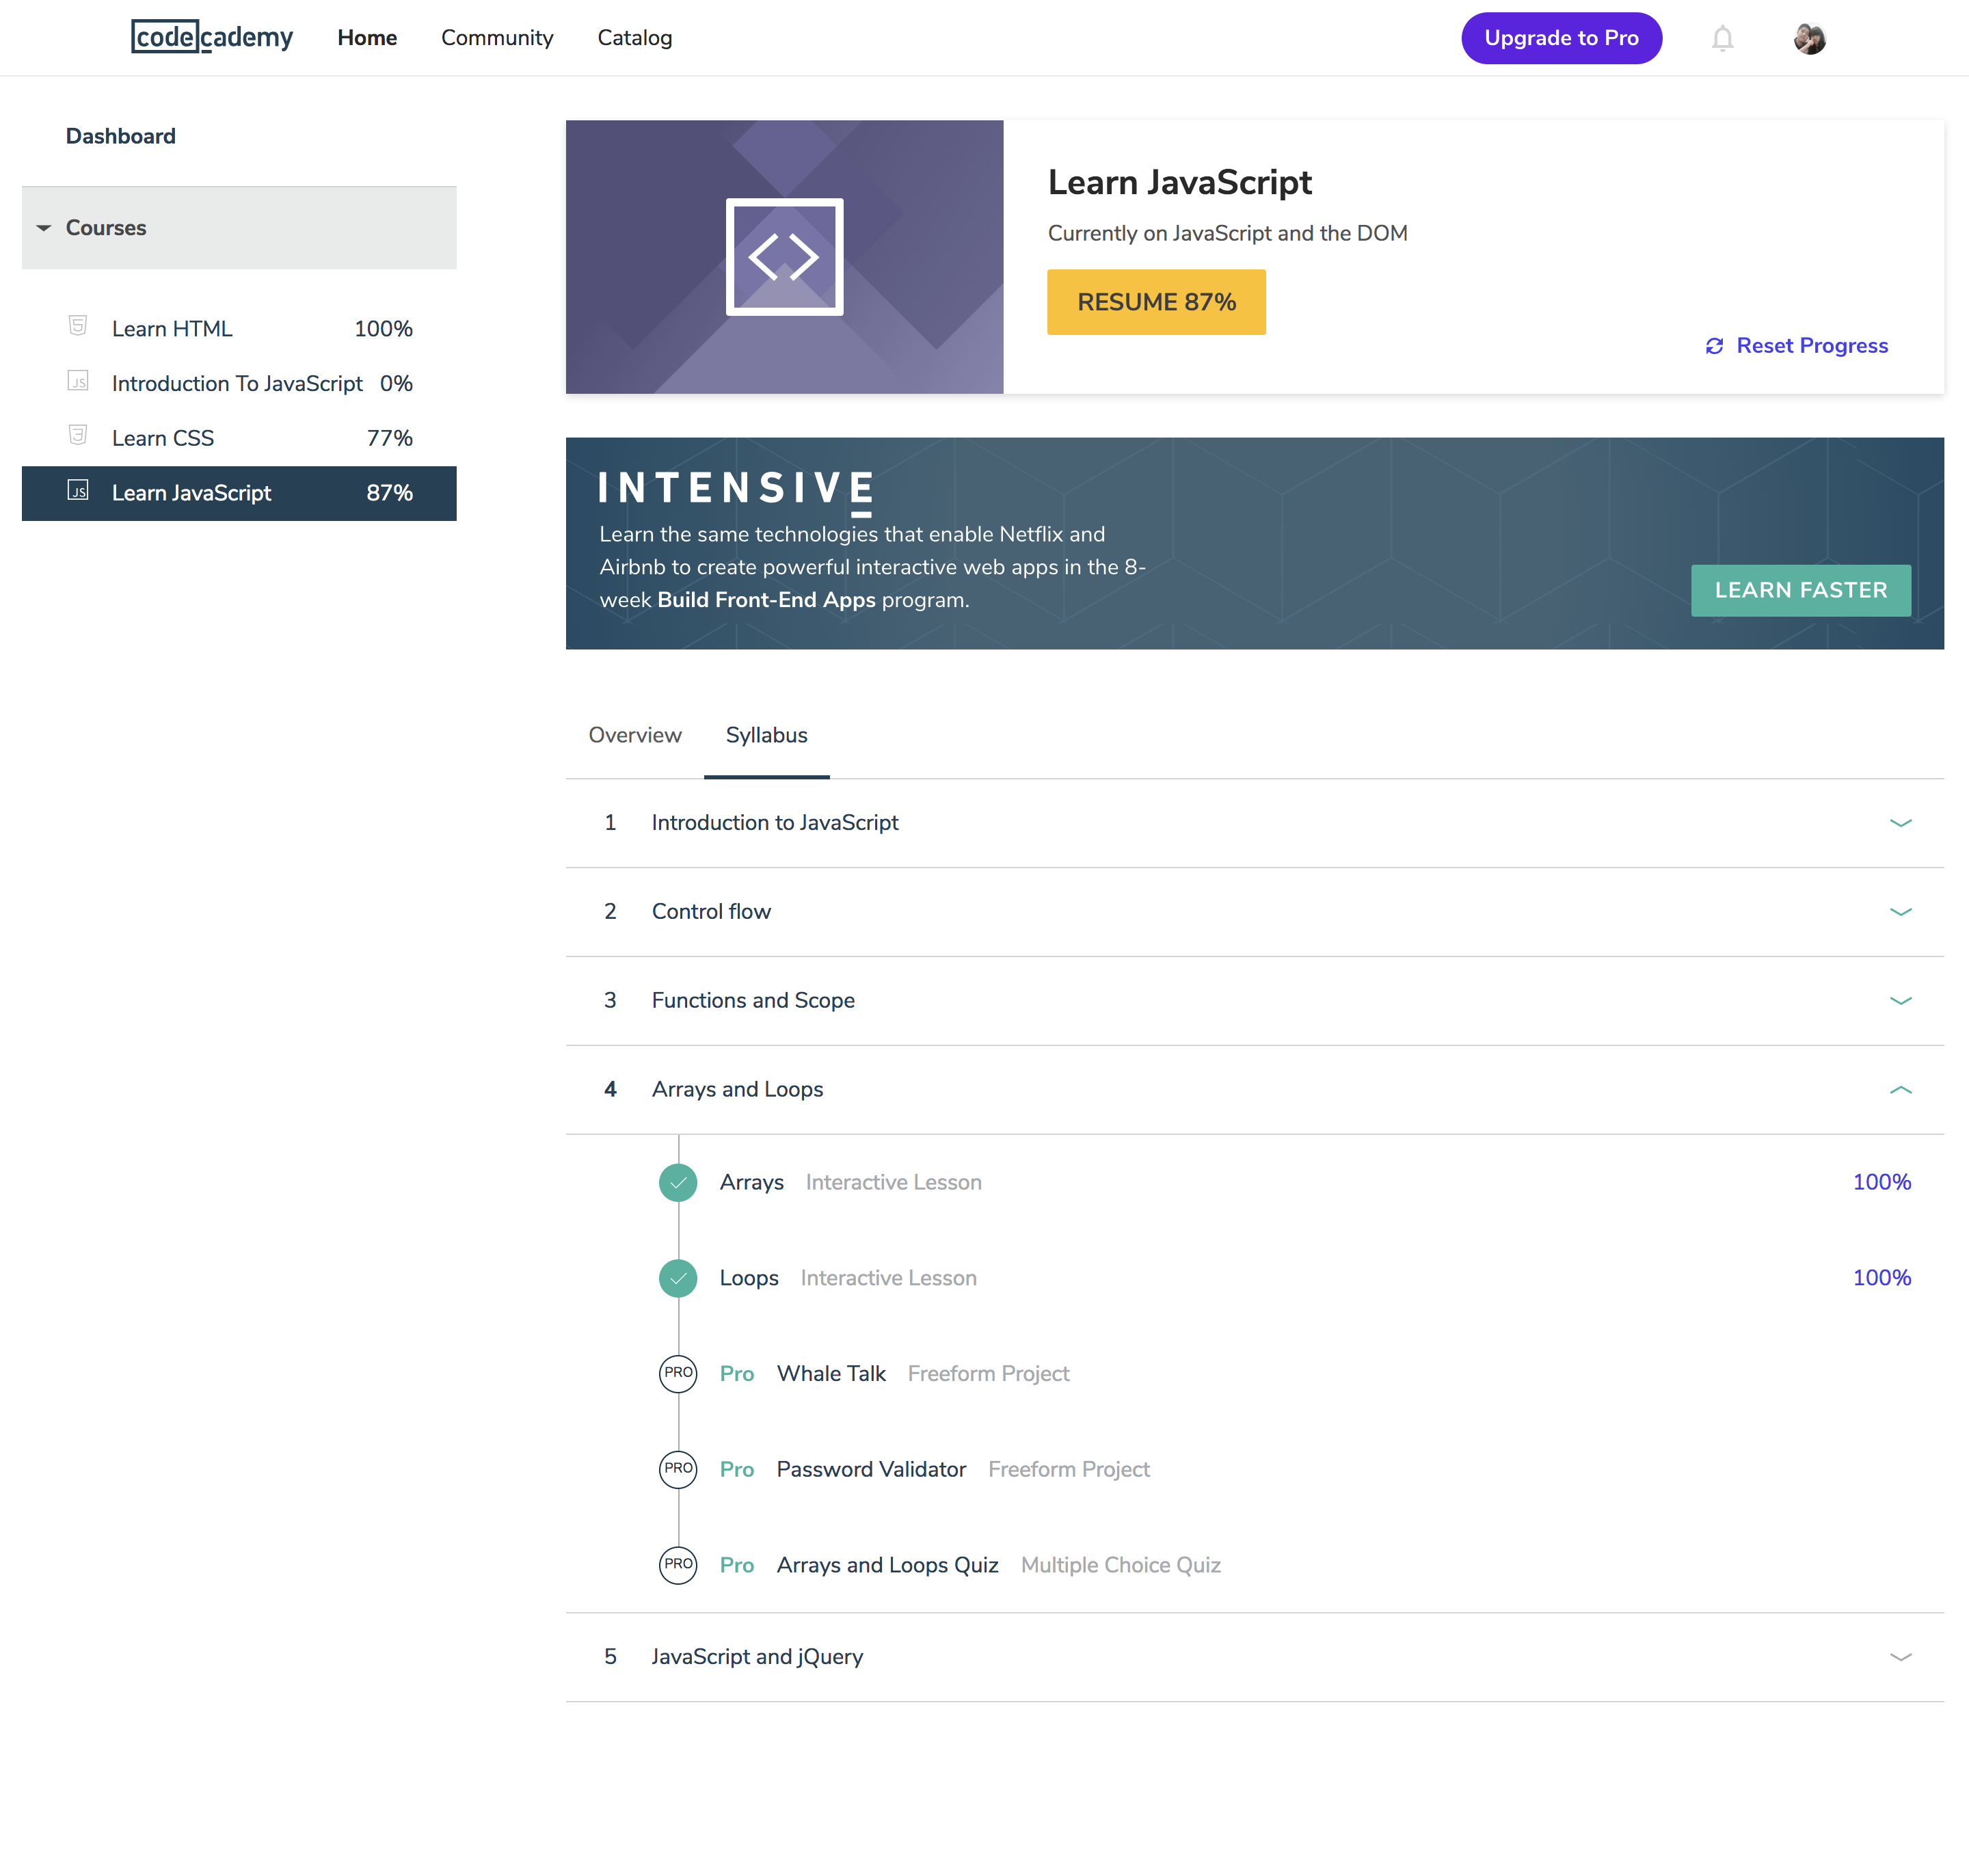 codecademy
Home
Community
Catalog
Upgrade to Pro
Dashboard
Courses
Learn HTML 100%
Introduction To JavaScript 0%
Learn CSS 77%
JS Learn JavaScript 87%
Learn JavaScript
Currently on JavaScript and the DOM
RESUME 87%
Reset Progress
INTENSIVE
Learn the same technologies that enable Netflix and
Airbnb to create powerful interactive web apps in the 8-
week Build Front-End Apps program.
LEARN FASTER
Overview
Syllabus
1 Introduction to JavaScript
2 Control flow
3 Functions and Scope
4 Arrays and Loops
Arrays Interactive Lesson 100%
Loops Interactive Lesson 100%
PRO Pro Whale Talk Freeform Project
PRO Pro Password Validator Freeform Project
PRO Pro Arrays and Loops Quiz Multiple Choice Quiz
5 JavaScript and jQuery